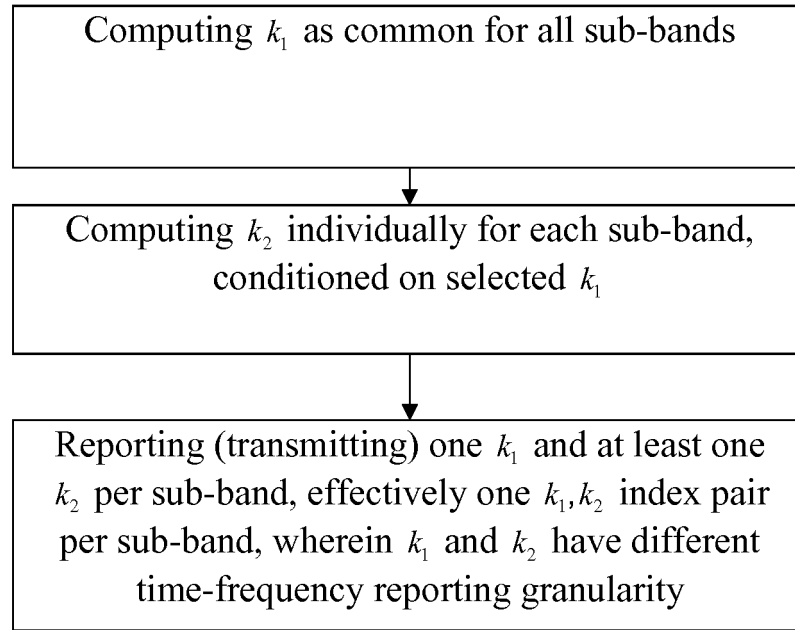 Computing k₁ as common for all sub-bands
Computing k₂ individually for each sub-band,
conditioned on selected k₁
Reporting (transmitting) one k₁ and at least one
k₂ per sub-band, effectively one k₁,k₂ index pair
per sub-band, wherein k₁ and k₂ have different
time-frequency reporting granularity